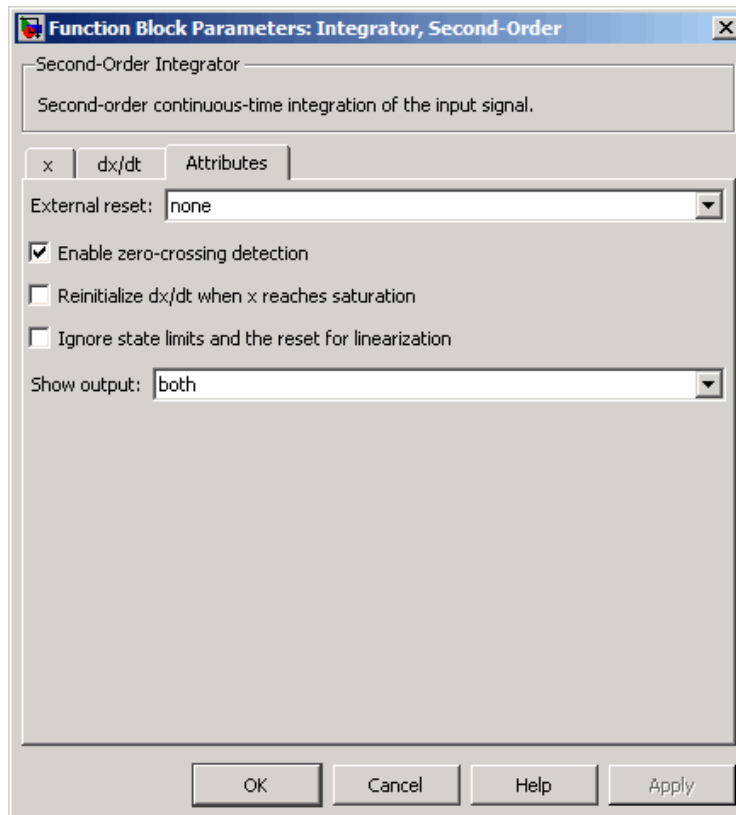 Function Block Parameters: Integrator, Second-Order
Second-Order Integrator
Second-order continuous-time integration of the input signal.
x dx/dt Attributes
External reset: none
Enable zero-crossing detection
Reinitialize dx/dt when x reaches saturation
Ignore state limits and the reset for linearization
Show output: both
OK Cancel Help Apply